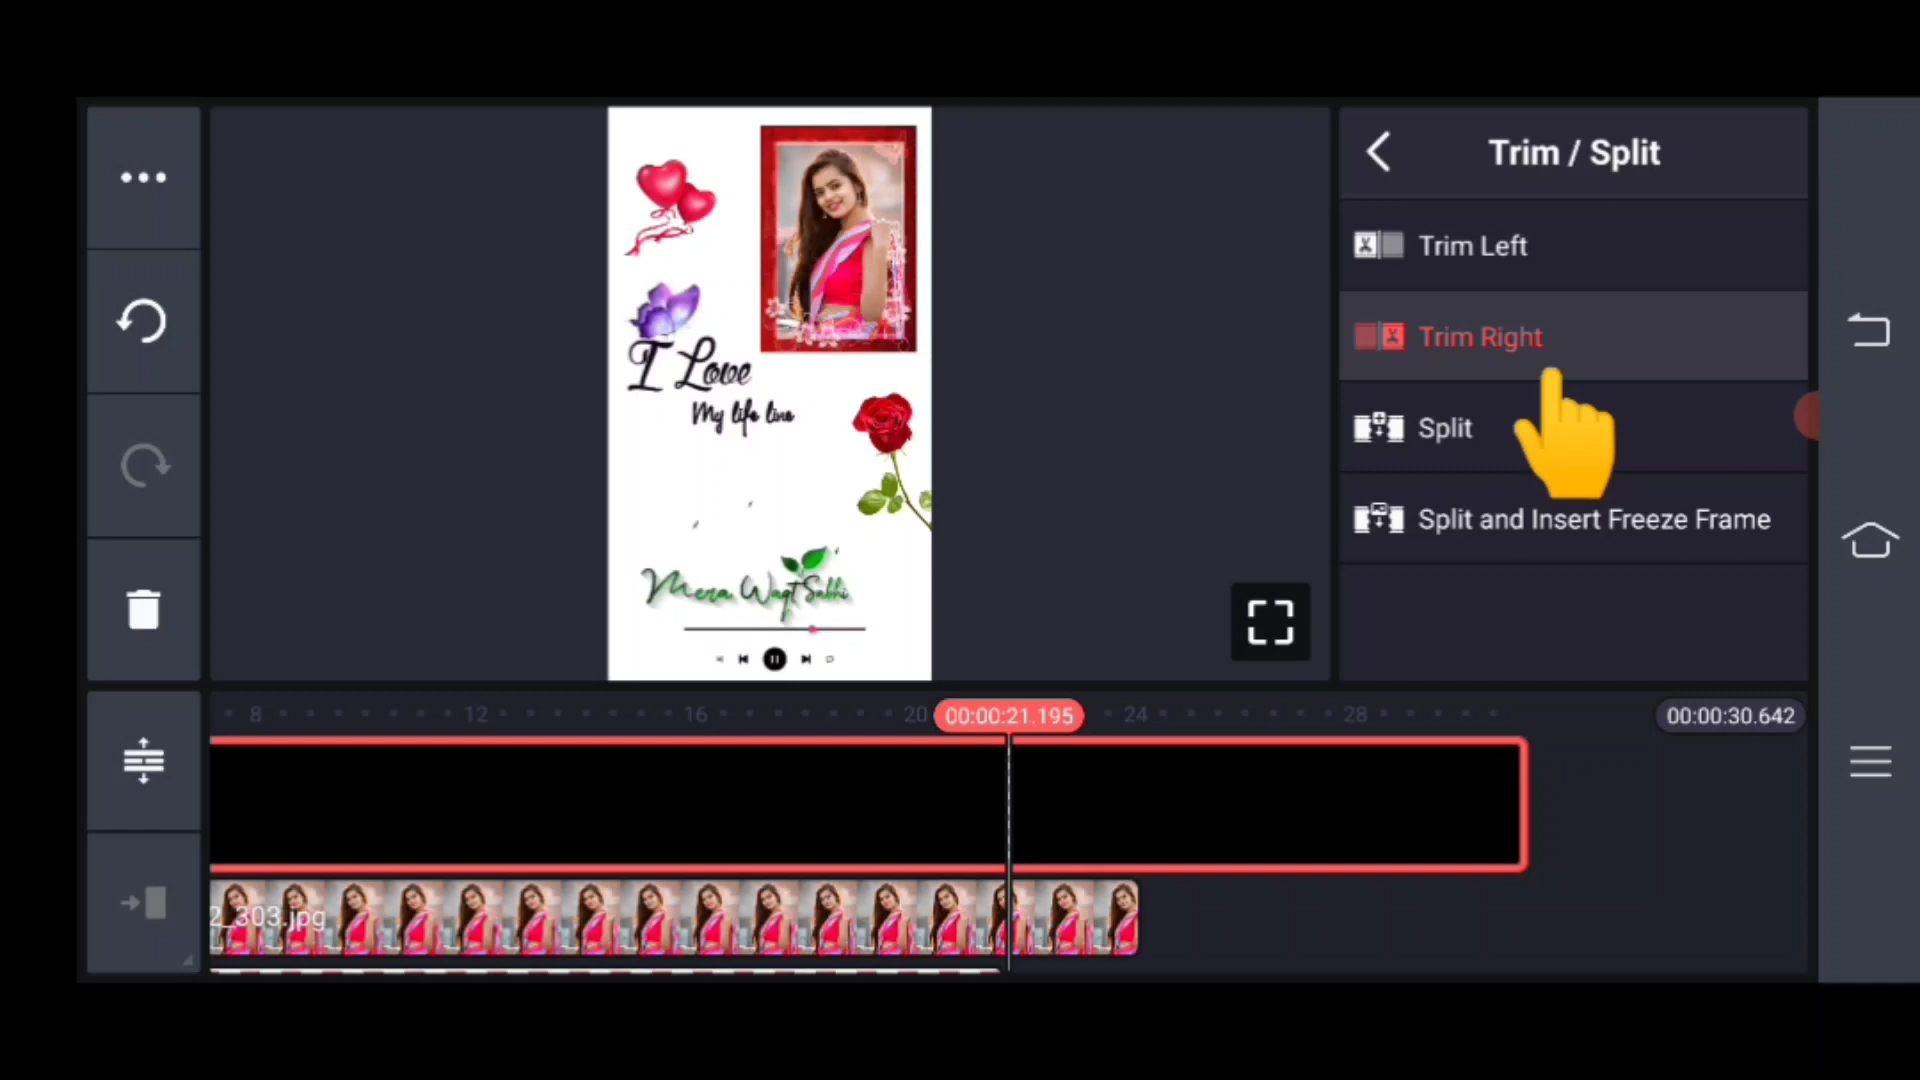 Trim / Split
Trim Left
Trim Right
Split
Split and Insert Freeze Frame
I Love
My life line
Mera Waqt Sabhi
8 12 16 20 00:00:21.195 24 28 00:00:30.642
2_303.jpg